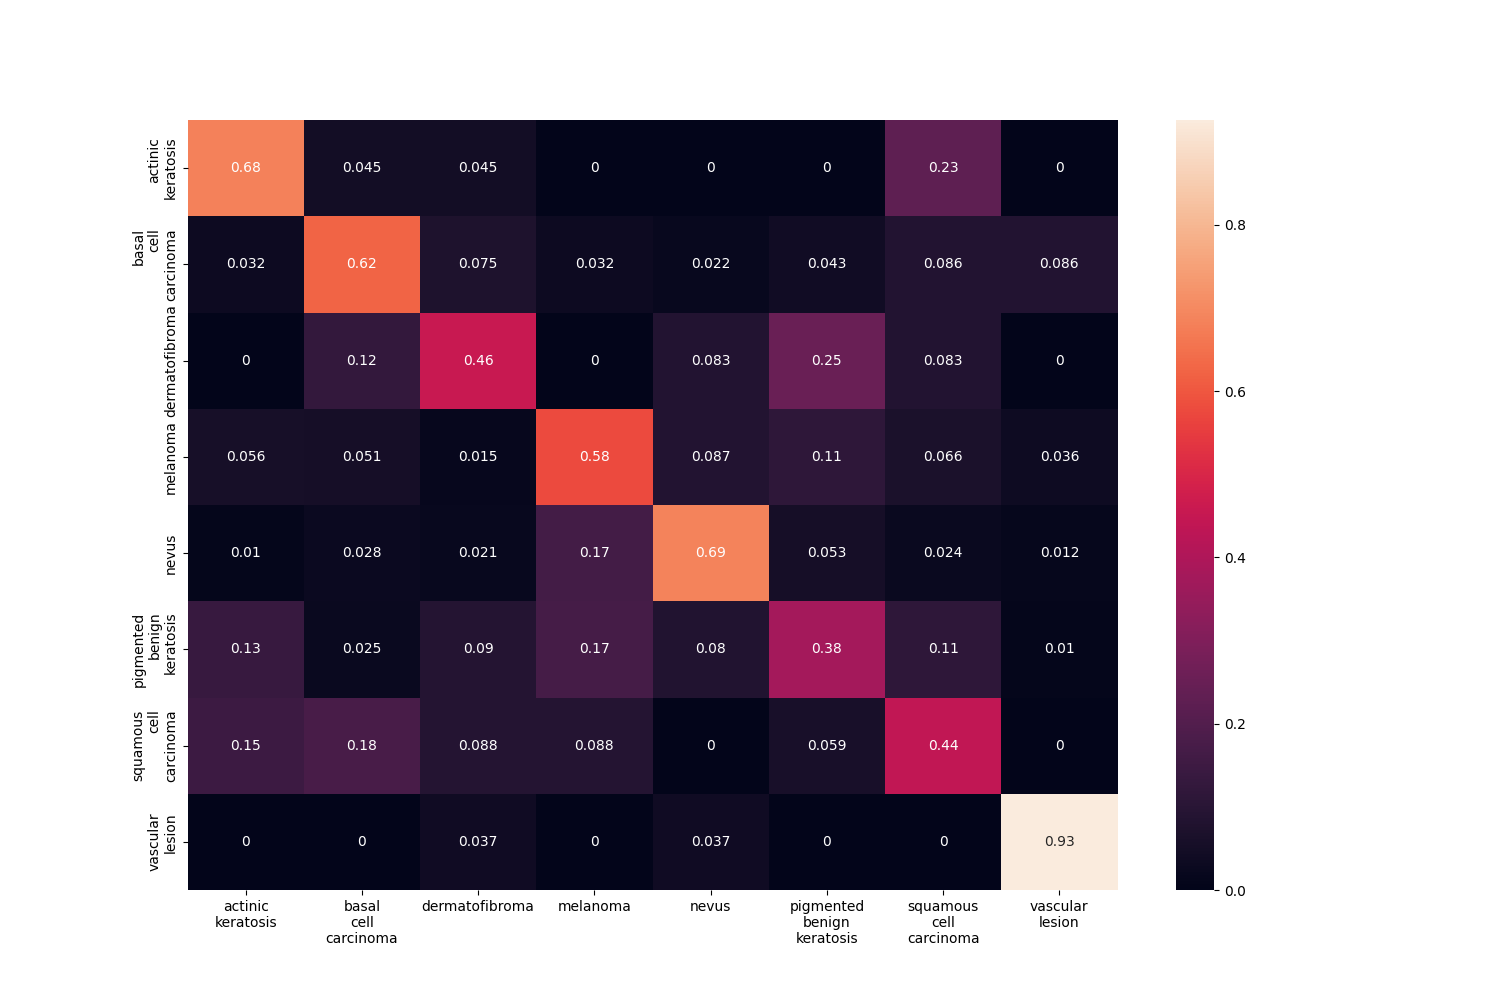 actinic
keratosis
0.68 0.045 0.045 0 0 0 0.23 0
basal
cell
carcinoma
0.032 0.62 0.075 0.032 0.022 0.043 0.086 0.086
dermatofibroma
0 0.12 0.46 0 0.083 0.25 0.083 0
melanoma
0.056 0.051 0.015 0.58 0.087 0.11 0.066 0.036
nevus
0.01 0.028 0.021 0.17 0.69 0.053 0.024 0.012
pigmented
benign
keratosis
0.13 0.025 0.09 0.17 0.08 0.38 0.11 0.01
squamous
cell
carcinoma
0.15 0.18 0.088 0.088 0 0.059 0.44 0
vascular
lesion
0 0 0.037 0 0.037 0 0 0.93
actinic
keratosis
basal
cell
carcinoma
dermatofibroma
melanoma
nevus
pigmented
benign
keratosis
squamous
cell
carcinoma
vascular
lesion
0.8
0.6
0.4
0.2
0.0